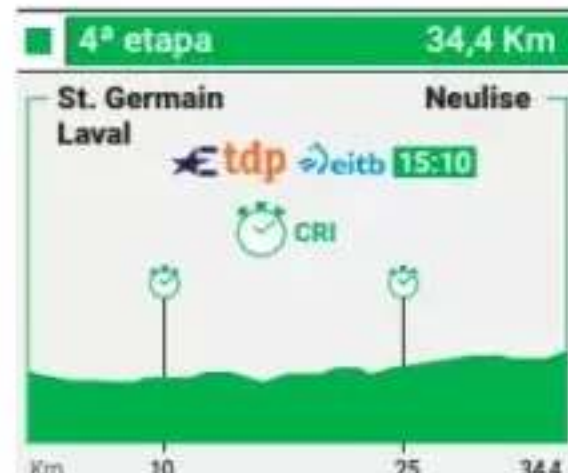 4ª etapa 34,4 Km
St. Germain Laval
Neulise
tdp eitb 15:10
CRI
Km 10 25 34,4